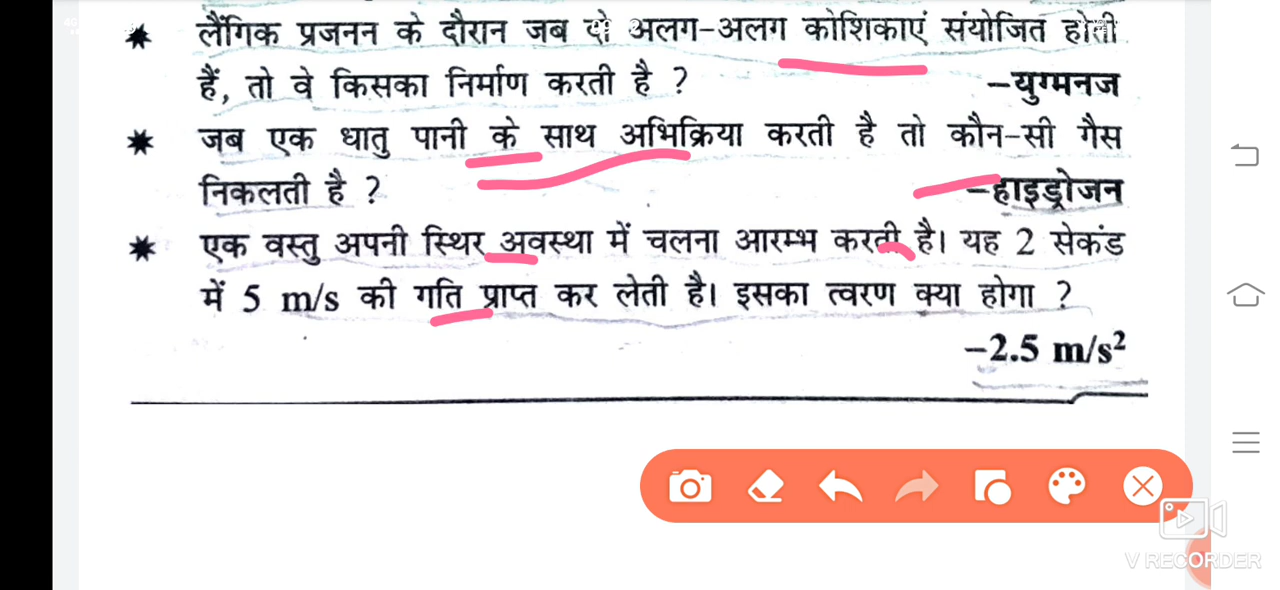 ✷ लैंगिक प्रजनन के दौरान जब दो अलग-अलग कोशिकाएं संयोजित होती
हैं, तो वे किसका निर्माण करती है ? –युग्मनज
✷ जब एक धातु पानी के साथ अभिक्रिया करती है तो कौन-सी गैस
निकलती है ? –हाइड्रोजन
✷ एक वस्तु अपनी स्थिर अवस्था में चलना आरम्भ करती है। यह 2 सेकंड
में 5 m/s की गति प्राप्त कर लेती है। इसका त्वरण क्या होगा ?
–2.5 m/s²
V RECORDER